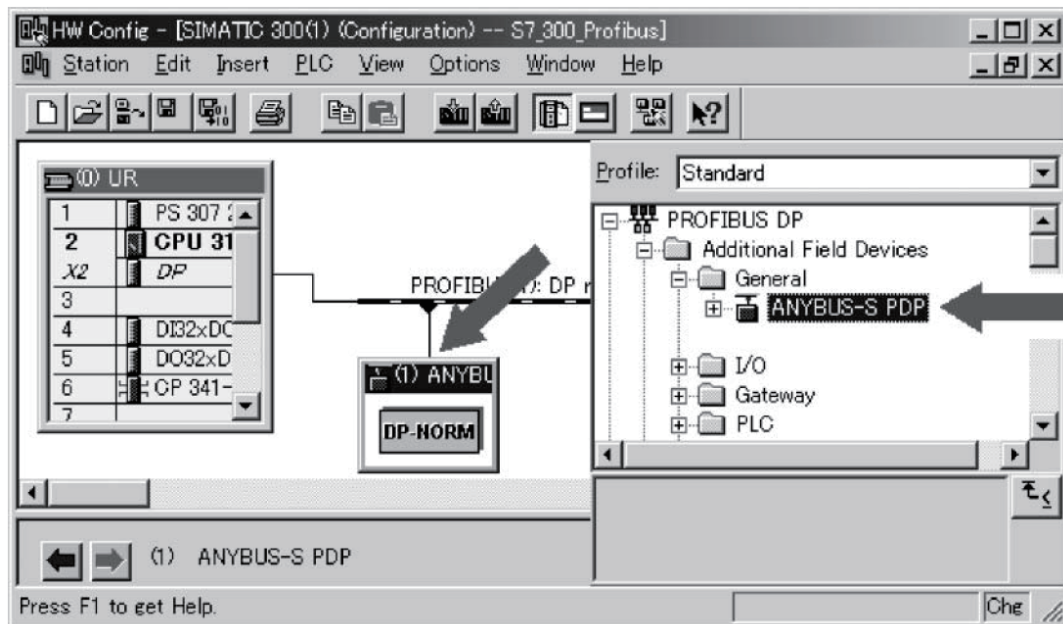 HW Config - [SIMATIC 300(1) (Configuration) -- S7_300_Profibus]
Station Edit Insert PLC View Options Window Help
(0) UR
1 PS 307 2
2 CPU 31
X2 DP
3
4 DI32xDC
5 DO32xD
6 CP 341-
7
PROFIB
: DP
(1) ANYBU
DP-NORM
Profile: Standard
PROFIBUS DP
Additional Field Devices
General
ANYBUS-S PDP
I/O
Gateway
PLC
(1) ANYBUS-S PDP
Press F1 to get Help.
Chg